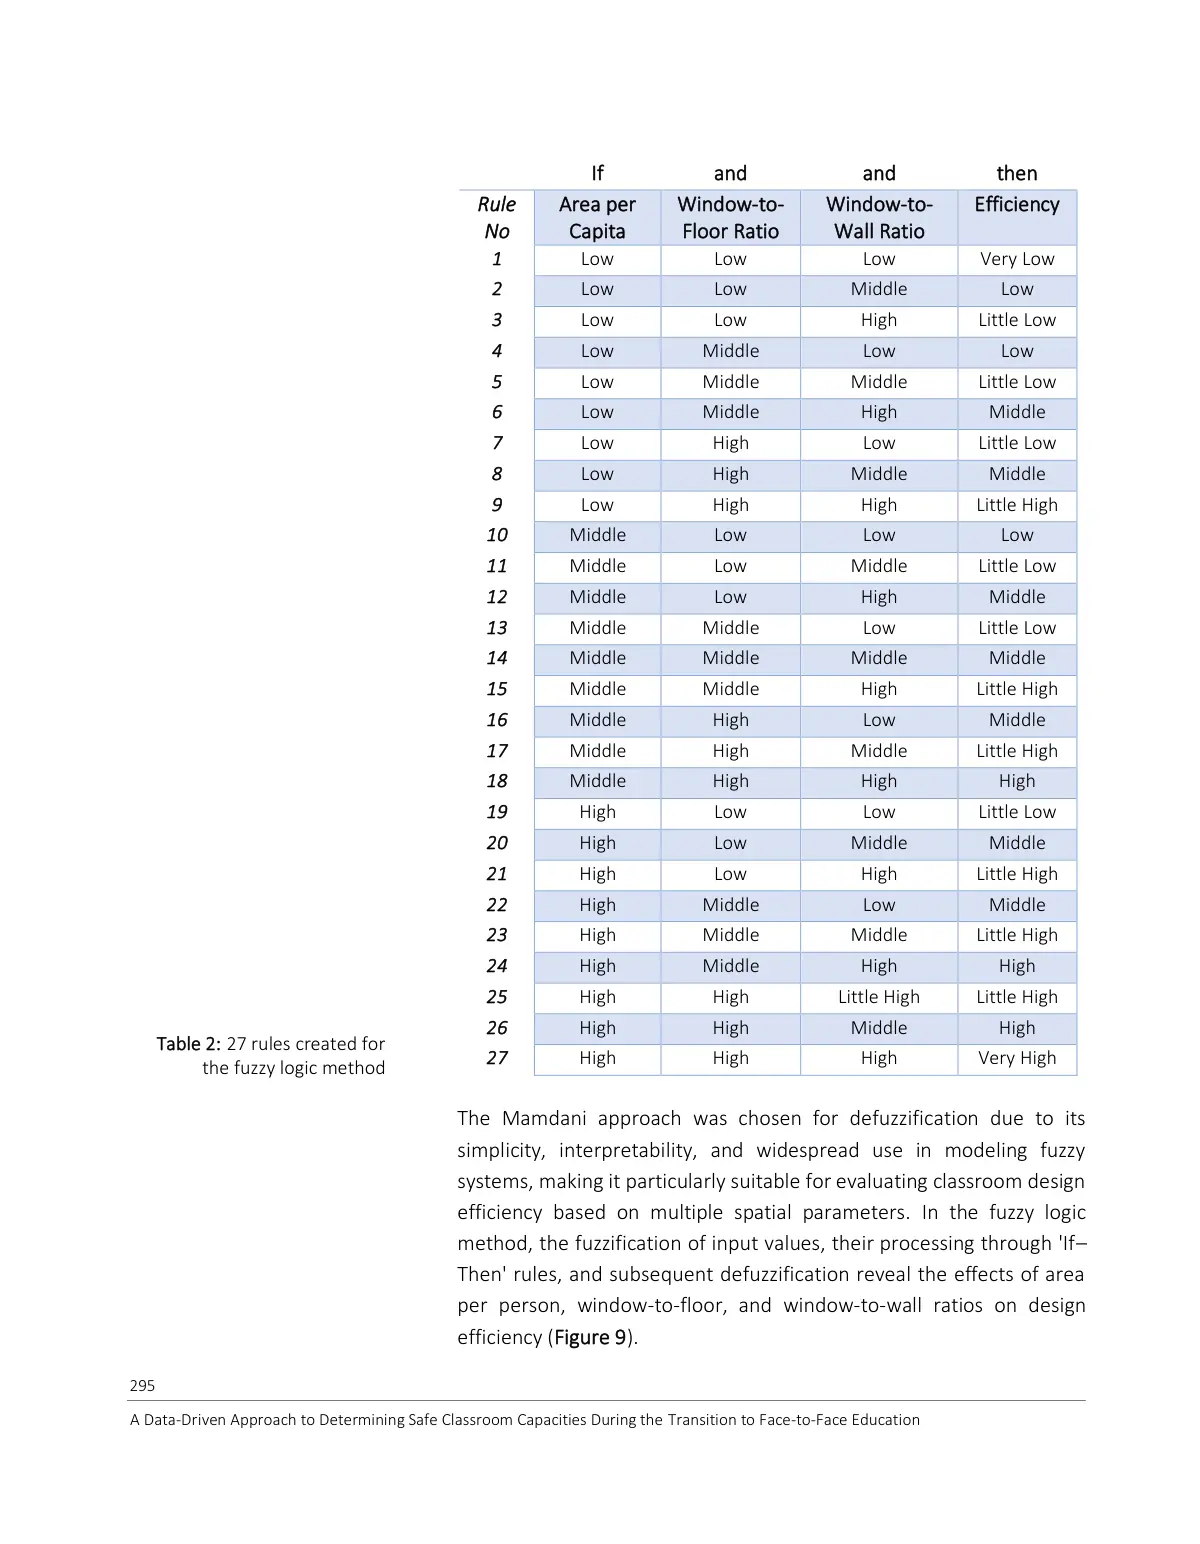 If and and then
Rule No Area per Capita Window-to-Floor Ratio Window-to-Wall Ratio Efficiency
1 Low Low Low Very Low
2 Low Low Middle Low
3 Low Low High Little Low
4 Low Middle Low Low
5 Low Middle Middle Little Low
6 Low Middle High Middle
7 Low High Low Little Low
8 Low High Middle Middle
9 Low High High Little High
10 Middle Low Low Low
11 Middle Low Middle Little Low
12 Middle Low High Middle
13 Middle Middle Low Little Low
14 Middle Middle Middle Middle
15 Middle Middle High Little High
16 Middle High Low Middle
17 Middle High Middle Little High
18 Middle High High High
19 High Low Low Little Low
20 High Low Middle Middle
21 High Low High Little High
22 High Middle Low Middle
23 High Middle Middle Little High
24 High Middle High High
25 High High Little High Little High
26 High High Middle High
27 High High High Very High
Table 2: 27 rules created for
the fuzzy logic method
The Mamdani approach was chosen for defuzzification due to its
simplicity, interpretability, and widespread use in modeling fuzzy
systems, making it particularly suitable for evaluating classroom design
efficiency based on multiple spatial parameters. In the fuzzy logic
method, the fuzzification of input values, their processing through 'If–
Then' rules, and subsequent defuzzification reveal the effects of area
per person, window-to-floor, and window-to-wall ratios on design
efficiency (Figure 9).
295
A Data-Driven Approach to Determining Safe Classroom Capacities During the Transition to Face-to-Face Education